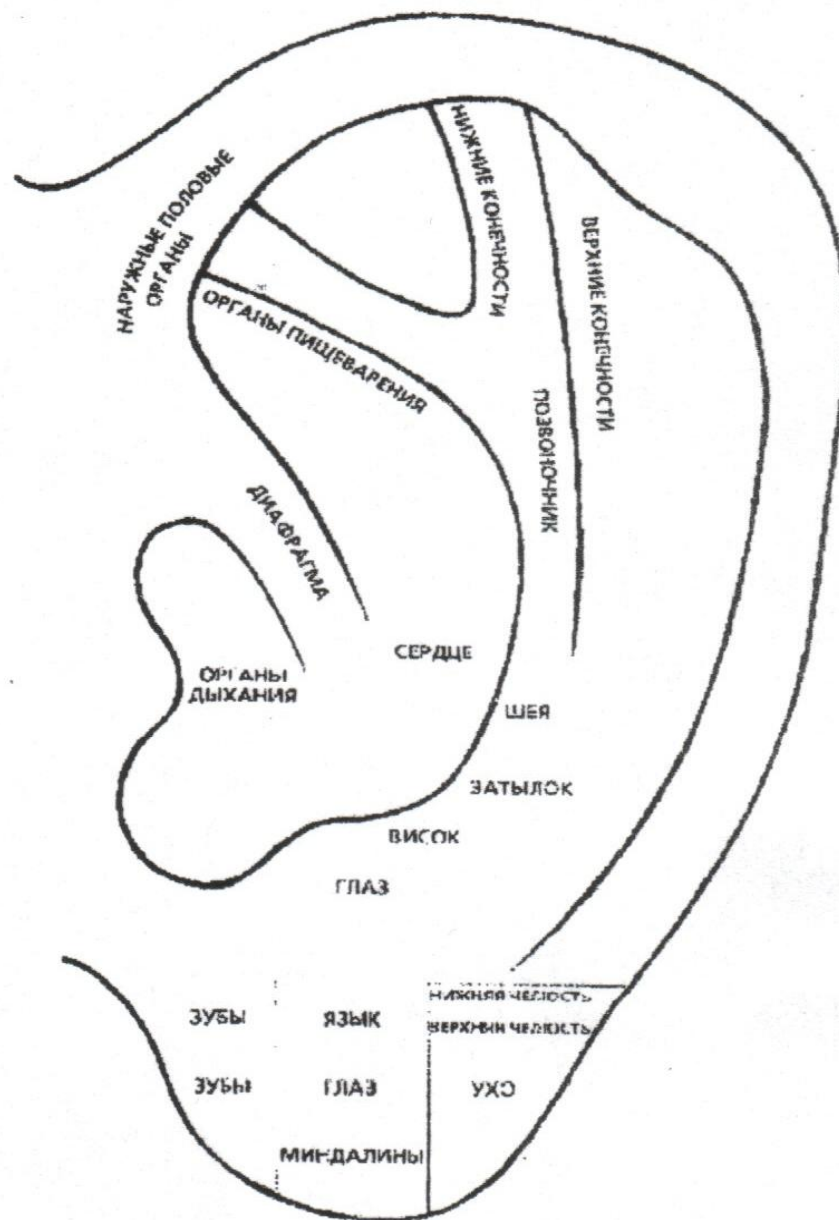 НАРУЖНЫЕ ПОЛОВЫЕ
ОРГАНЫ
НИЖНИЕ КОНЕЧНОСТИ
ВЕРХНИЕ КОНЕЧНОСТИ
ОРГАНЫ ПИЩЕВАРЕНИЯ
ПОЗВОНОЧНИК
ДИАФРАГМА
СЕРДЦЕ
ОРГАНЫ
ДЫХАНИЯ
ШЕЯ
ЗАТЫЛОК
ВИСОК
ГЛАЗ
НИЖНЯЯ ЧЕЛЮСТЬ
ЗУБЫ ЯЗЫК ВЕРХНЯЯ ЧЕЛЮСТЬ
ЗУБЫ ГЛАЗ УХО
МИНДАЛИНЫ